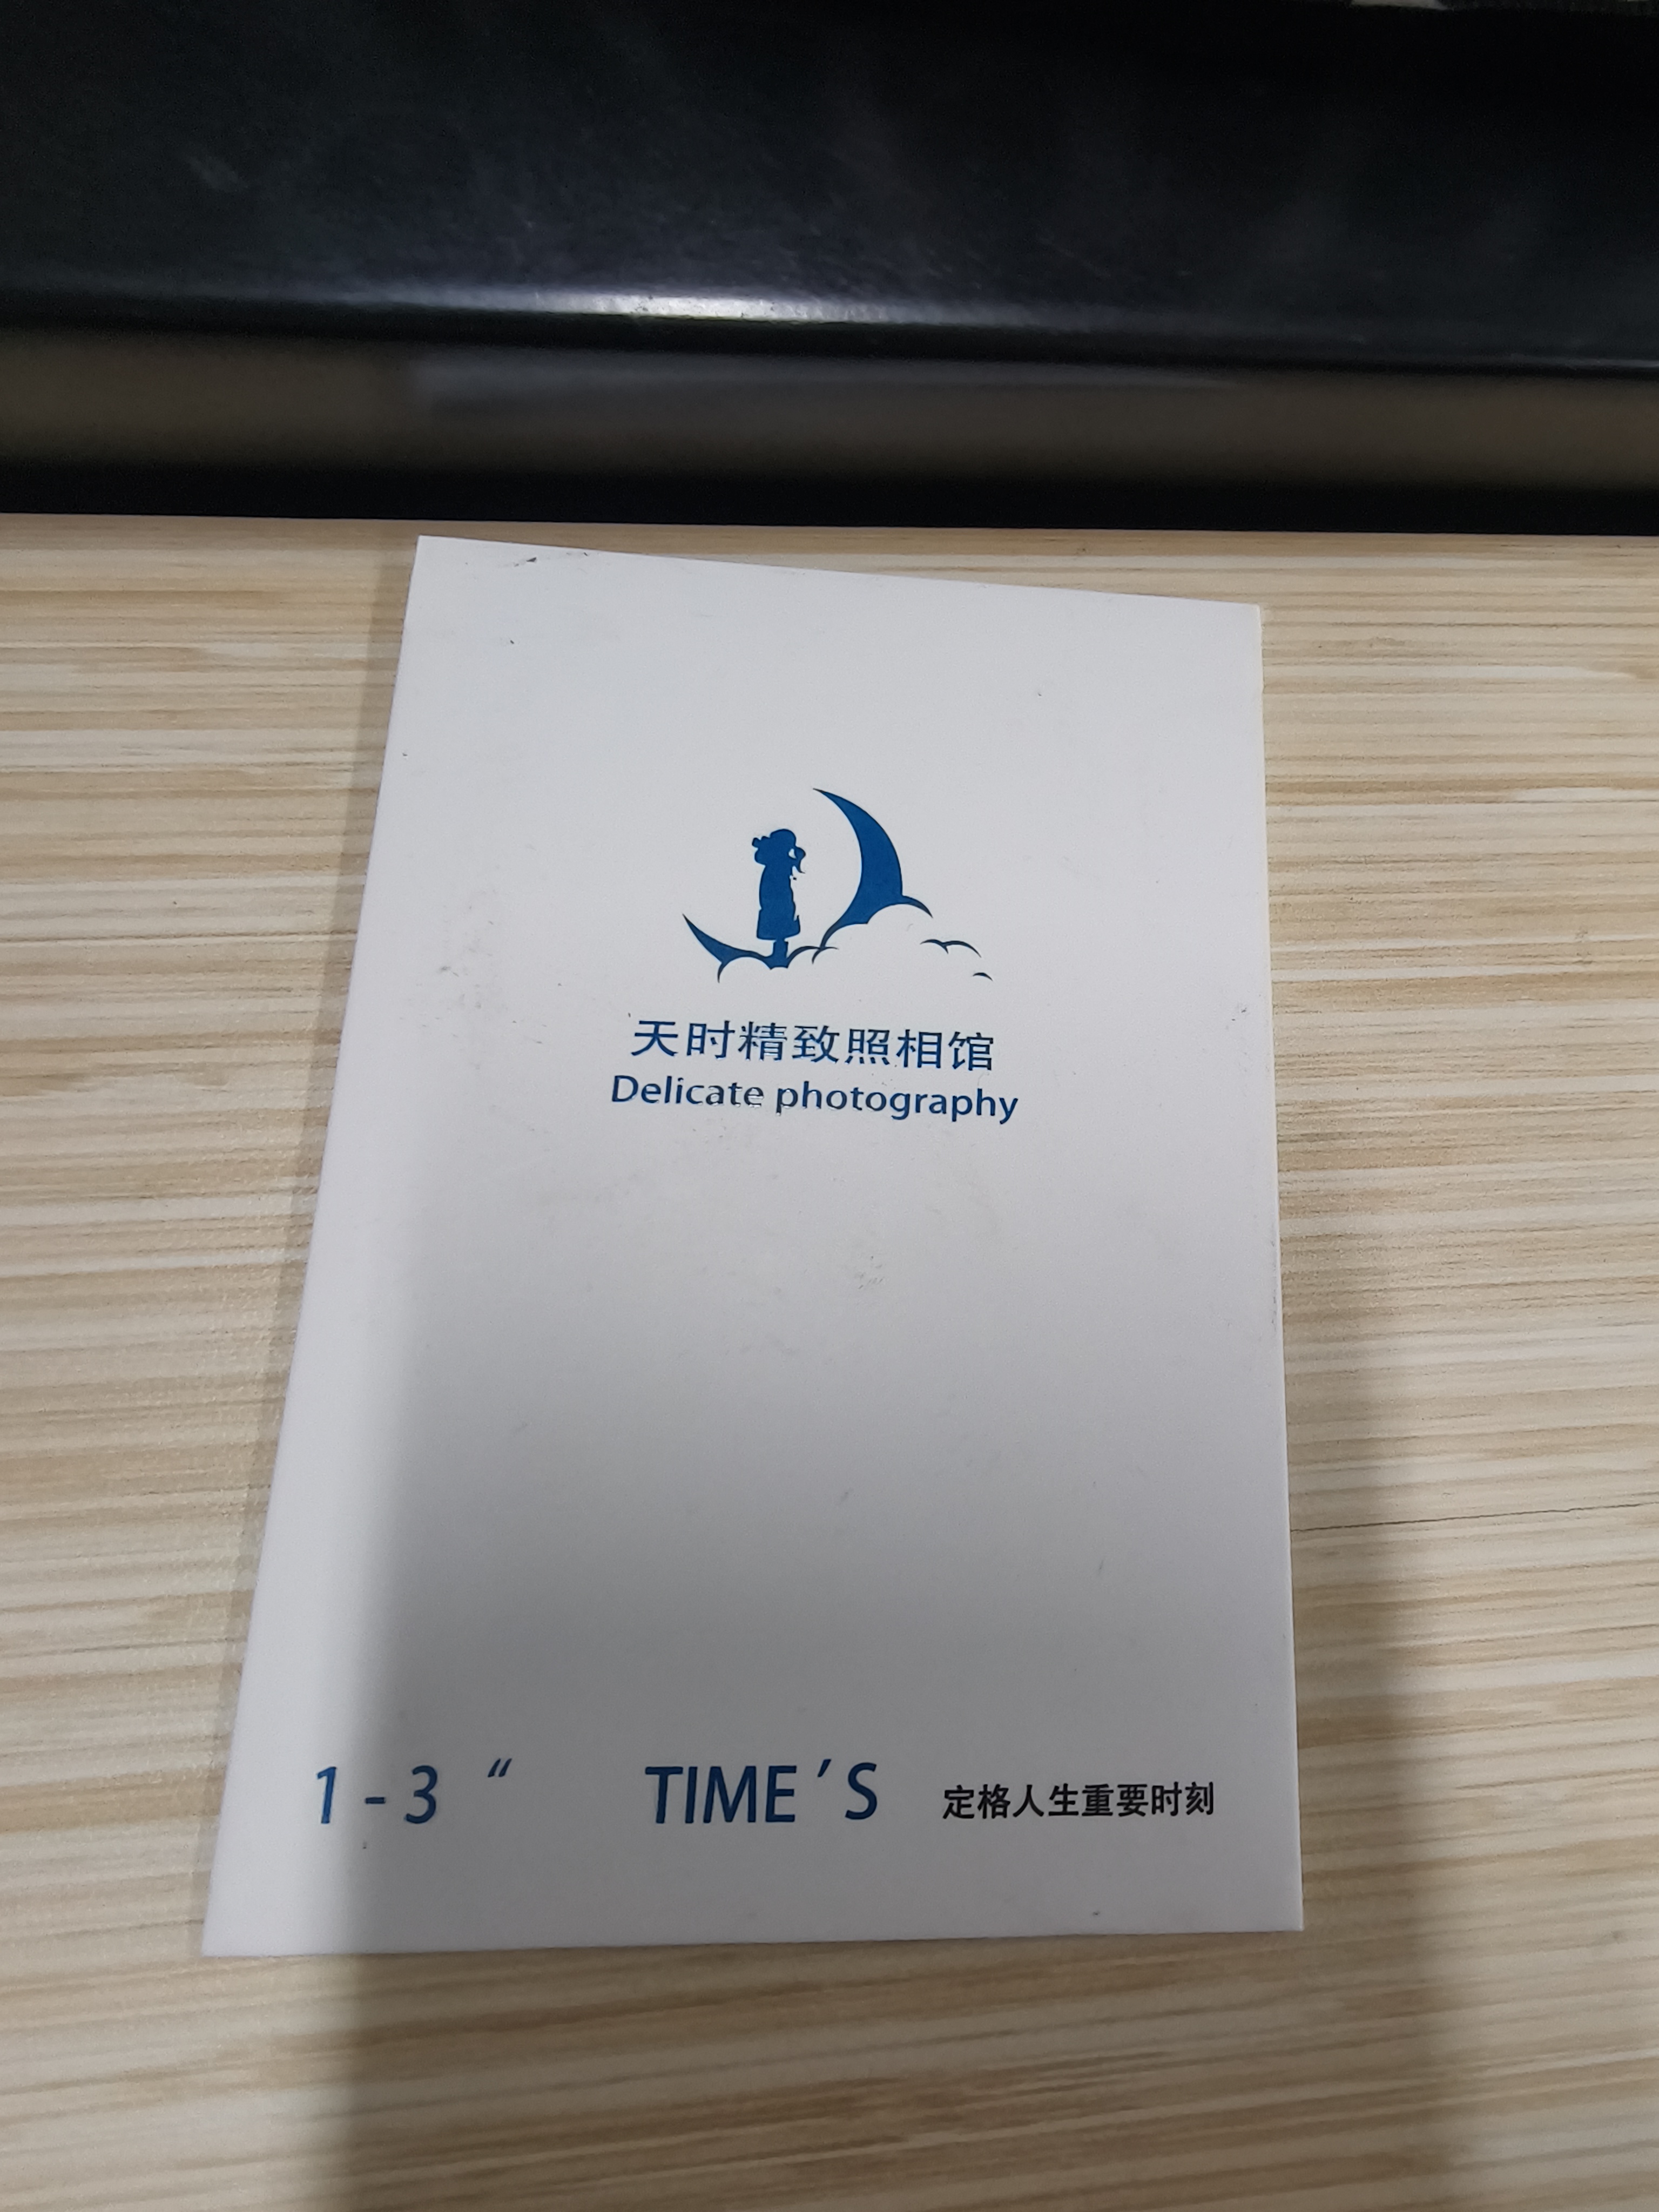 天时精致照相馆
Delicate photography
1-3 “ TIME ’S 定格人生重要时刻